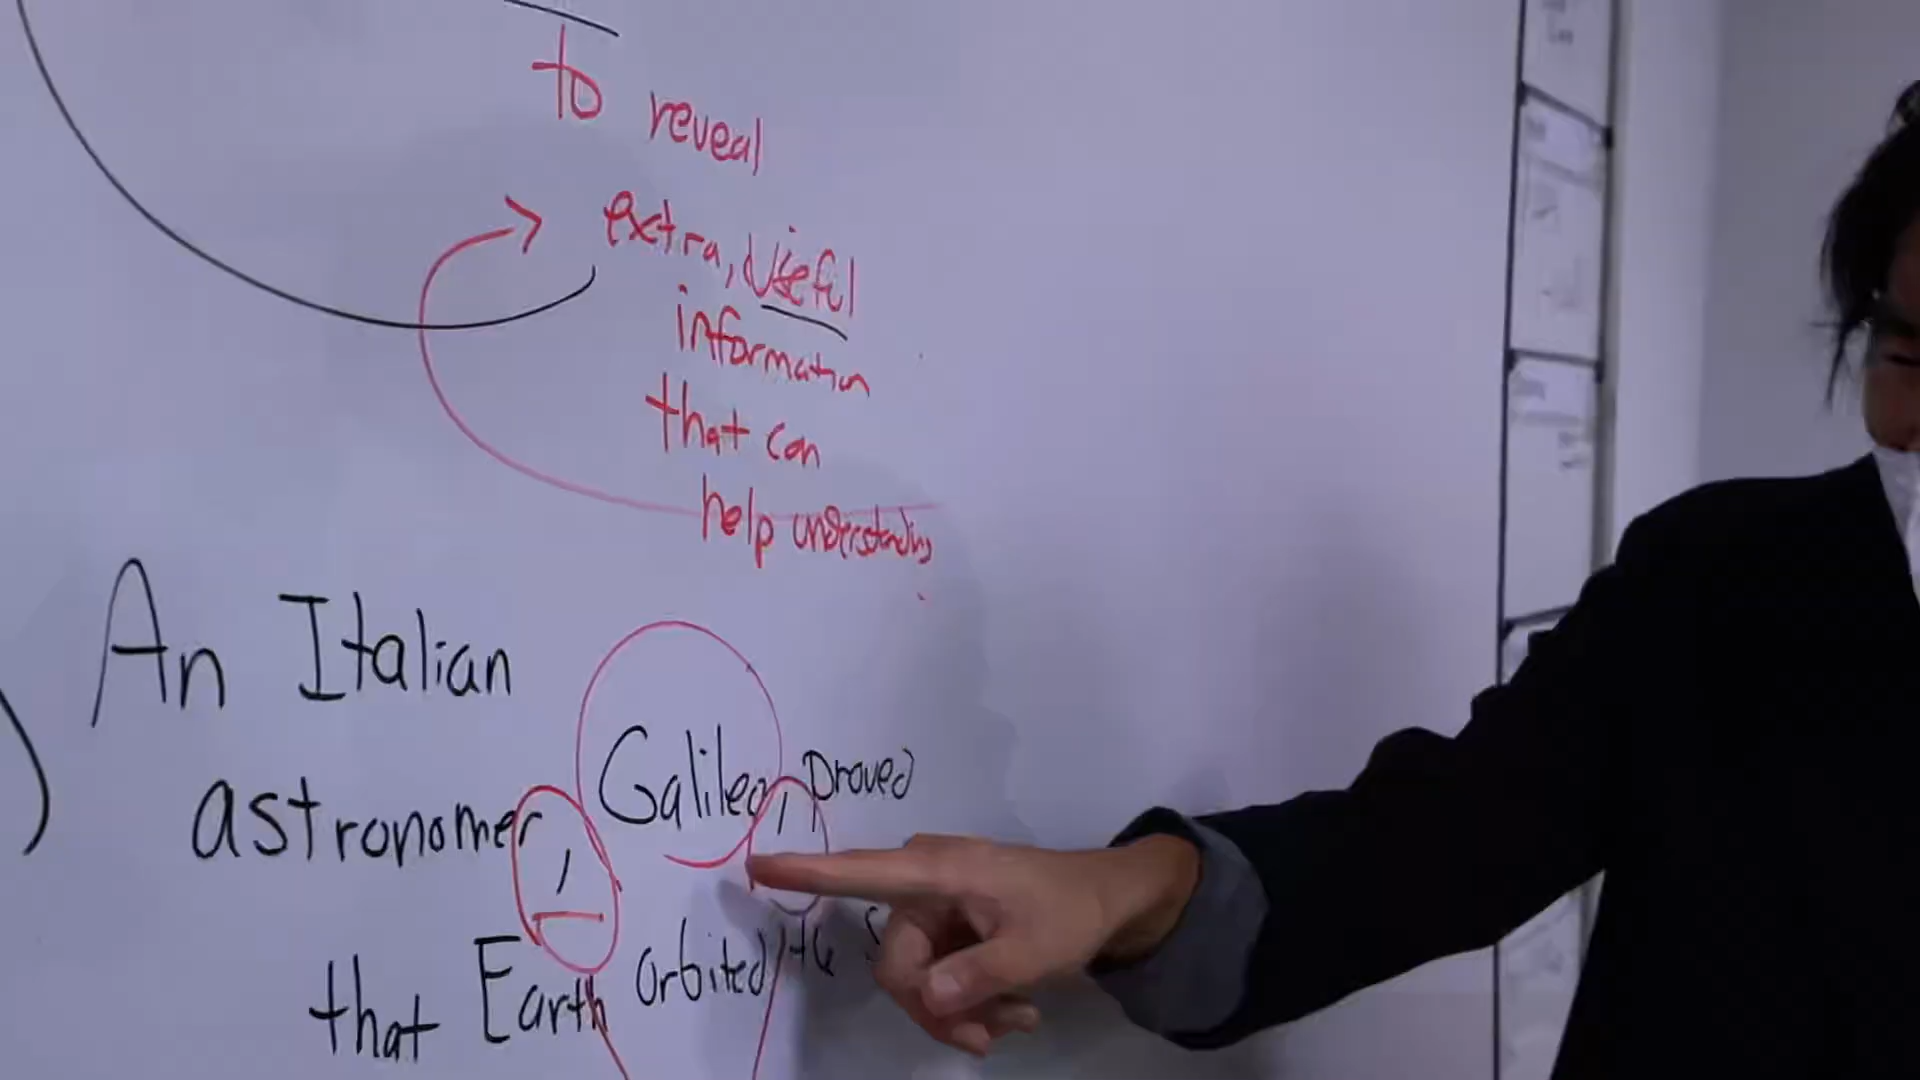 to reveal
extra, useful
information
that can
help understanding
An Italian
astronomer, Galileo, proved
that Earth orbited the